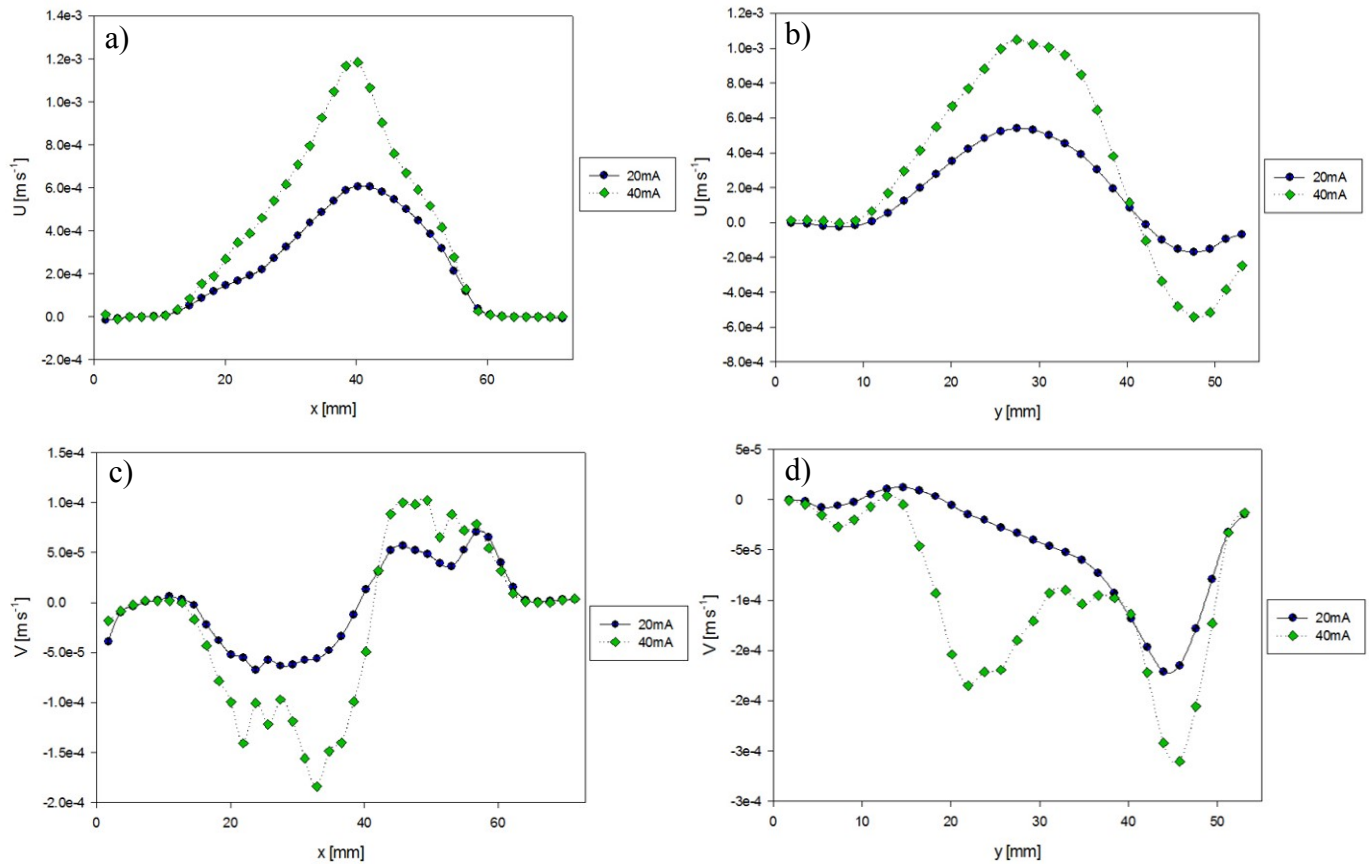 a)
1.4e-3
1.2e-3
1.0e-3
8.0e-4
6.0e-4
4.0e-4
2.0e-4
0.0
-2.0e-4
U [m s⁻¹]
0 20 40 60
x [mm]
20mA
40mA
b)
1.2e-3
1.0e-3
8.0e-4
6.0e-4
4.0e-4
2.0e-4
0.0
-2.0e-4
-4.0e-4
-6.0e-4
-8.0e-4
U [m s⁻¹]
0 10 20 30 40 50
y [mm]
20mA
40mA
c)
1.5e-4
1.0e-4
5.0e-5
0.0
-5.0e-5
-1.0e-4
-1.5e-4
-2.0e-4
V [m s⁻¹]
0 20 40 60
x [mm]
20mA
40mA
d)
5e-5
0
-5e-5
-1e-4
-2e-4
-2e-4
-3e-4
-3e-4
V [m s⁻¹]
0 10 20 30 40 50
y [mm]
20mA
40mA